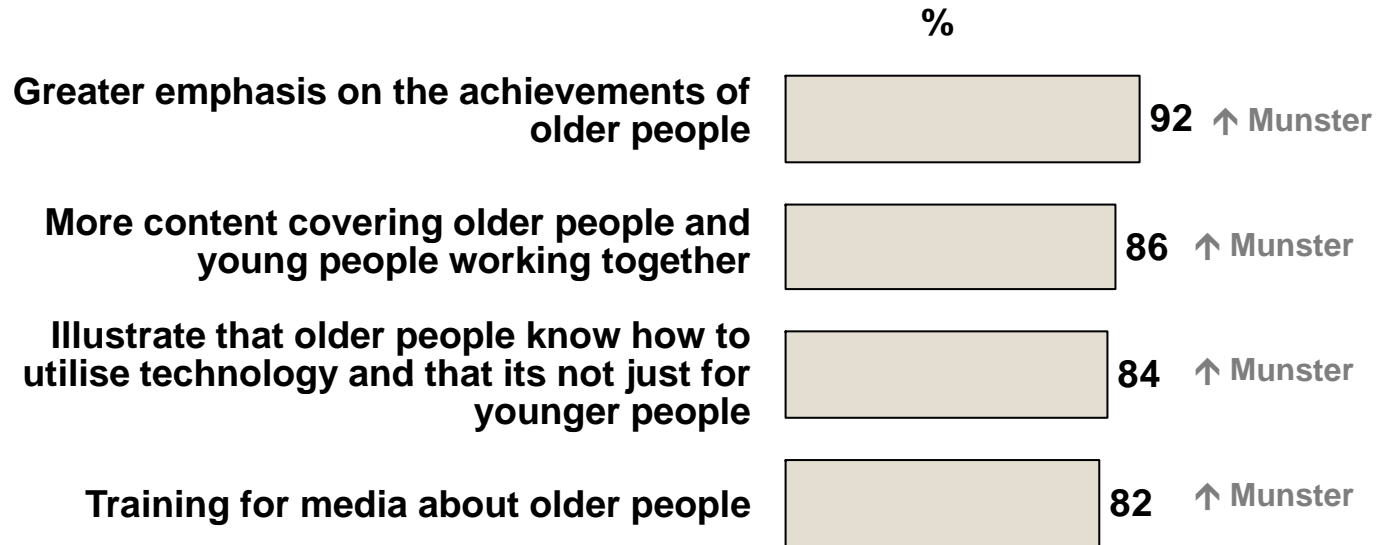 %
Greater emphasis on the achievements of
older people
92 ↑ Munster
More content covering older people and
young people working together
86 ↑ Munster
Illustrate that older people know how to
utilise technology and that its not just for
younger people
84 ↑ Munster
Training for media about older people
82 ↑ Munster